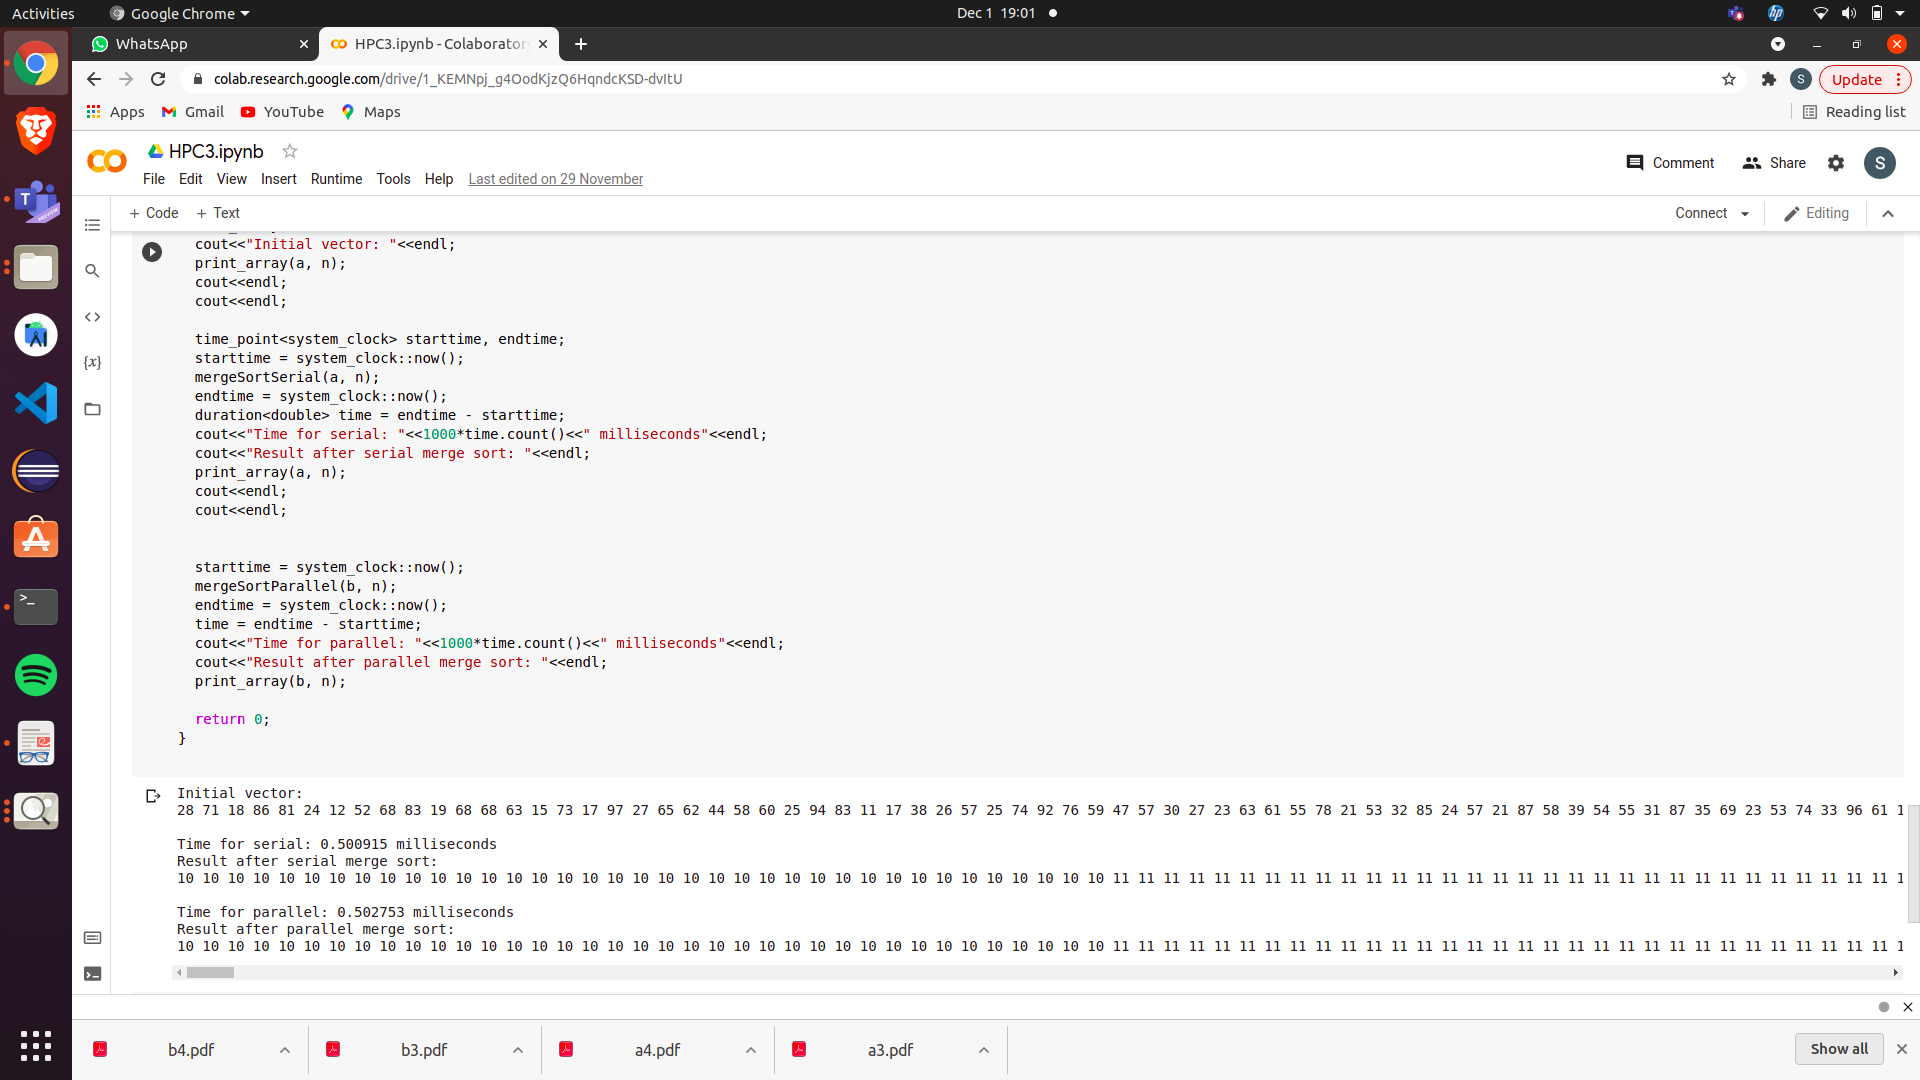 Activities Google Chrome Dec 1 19:01
WhatsApp HPC3.ipynb - Colaboratory
colab.research.google.com/drive/1_KEMNpj_g4OodKjzQ6HqndcKSD-dvItU S Update
Apps Gmail YouTube Maps Reading list
HPC3.ipynb
Comment Share S
File Edit View Insert Runtime Tools Help Last edited on 29 November
+ Code + Text Connect Editing
cout<<"Initial vector: "<<endl;
print_array(a, n);
cout<<endl;
cout<<endl;
time_point<system_clock> starttime, endtime;
starttime = system_clock::now();
mergeSortSerial(a, n);
endtime = system_clock::now();
duration<double> time = endtime - starttime;
cout<<"Time for serial: "<<1000*time.count()<<" milliseconds"<<endl;
cout<<"Result after serial merge sort: "<<endl;
print_array(a, n);
cout<<endl;
cout<<endl;
starttime = system_clock::now();
mergeSortParallel(b, n);
endtime = system_clock::now();
time = endtime - starttime;
cout<<"Time for parallel: "<<1000*time.count()<<" milliseconds"<<endl;
cout<<"Result after parallel merge sort: "<<endl;
print_array(b, n);
return 0;
}
Initial vector:
28 71 18 86 81 24 12 52 68 83 19 68 68 63 15 73 17 97 27 65 62 44 58 60 25 94 83 11 17 38 26 57 25 74 92 76 59 47 57 30 27 23 63 61 55 78 21 53 32 85 24 57 21 87 58 39 54 55 31 87 35 69 23 53 74 33 96 61 1
Time for serial: 0.500915 milliseconds
Result after serial merge sort:
10 10 10 10 10 10 10 10 10 10 10 10 10 10 10 10 10 10 10 10 10 10 10 10 10 10 10 10 10 10 10 10 10 10 10 10 10 11 11 11 11 11 11 11 11 11 11 11 11 11 11 11 11 11 11 11 11 11 11 11 11 11 11 11 11 11 11 11 1
Time for parallel: 0.502753 milliseconds
Result after parallel merge sort:
10 10 10 10 10 10 10 10 10 10 10 10 10 10 10 10 10 10 10 10 10 10 10 10 10 10 10 10 10 10 10 10 10 10 10 10 10 11 11 11 11 11 11 11 11 11 11 11 11 11 11 11 11 11 11 11 11 11 11 11 11 11 11 11 11 11 11 11 1
b4.pdf b3.pdf a4.pdf a3.pdf Show all